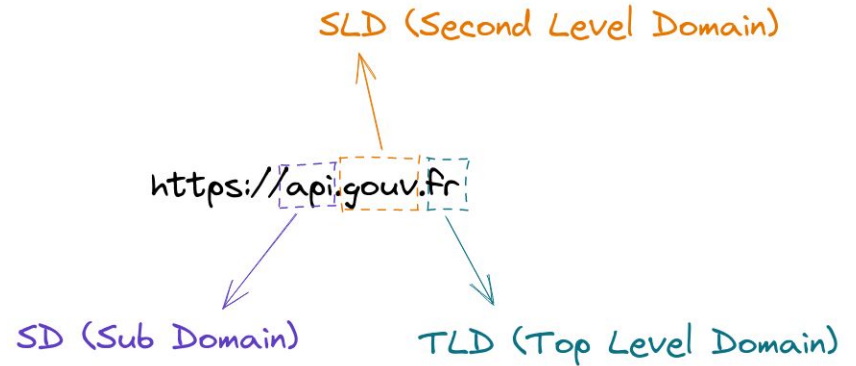 SLD (Second Level Domain)
https://api.gouv.fr
SD (Sub Domain)
TLD (Top Level Domain)